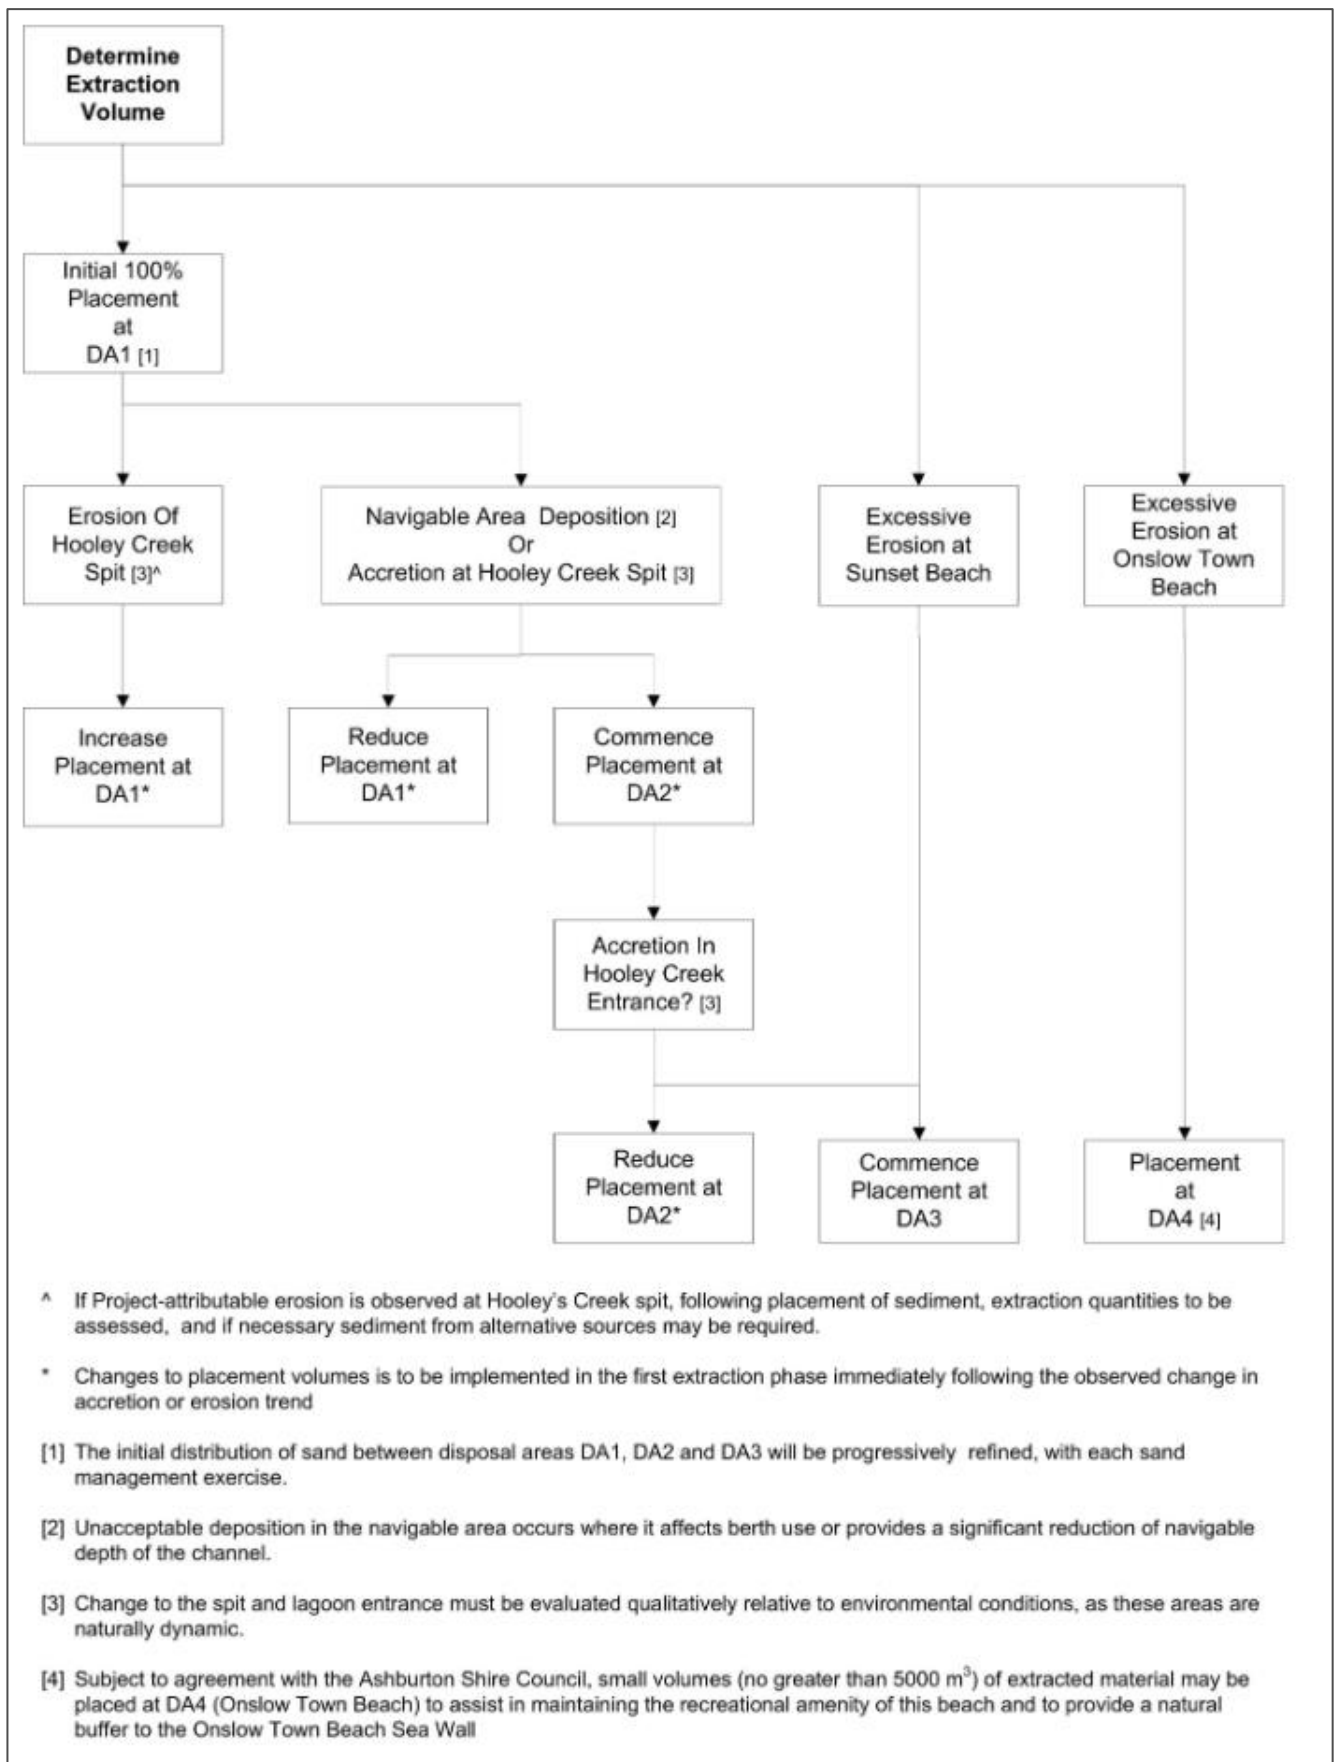 Determine
Extraction
Volume
Initial 100%
Placement
at
DA1 [1]
Erosion Of
Hooley Creek
Spit [3]^
Navigable Area  Deposition [2]
Or
Accretion at Hooley Creek Spit [3]
Excessive
Erosion at
Sunset Beach
Excessive
Erosion at
Onslow Town
Beach
Increase
Placement at
DA1*
Reduce
Placement at
DA1*
Commence
Placement at
DA2*
Accretion In
Hooley Creek
Entrance? [3]
Reduce
Placement at
DA2*
Commence
Placement at
DA3
Placement
at
DA4 [4]
^ If Project-attributable erosion is observed at Hooley's Creek spit, following placement of sediment, extraction quantities to be
assessed,  and if necessary sediment from alternative sources may be required.
* Changes to placement volumes is to be implemented in the first extraction phase immediately following the observed change in
accretion or erosion trend
[1] The initial distribution of sand between disposal areas DA1, DA2 and DA3 will be progressively  refined, with each sand
management exercise.
[2] Unacceptable deposition in the navigable area occurs where it affects berth use or provides a significant reduction of navigable
depth of the channel.
[3] Change to the spit and lagoon entrance must be evaluated qualitatively relative to environmental conditions, as these areas are
naturally dynamic.
[4] Subject to agreement with the Ashburton Shire Council, small volumes (no greater than 5000 m³) of extracted material may be
placed at DA4 (Onslow Town Beach) to assist in maintaining the recreational amenity of this beach and to provide a natural
buffer to the Onslow Town Beach Sea Wall